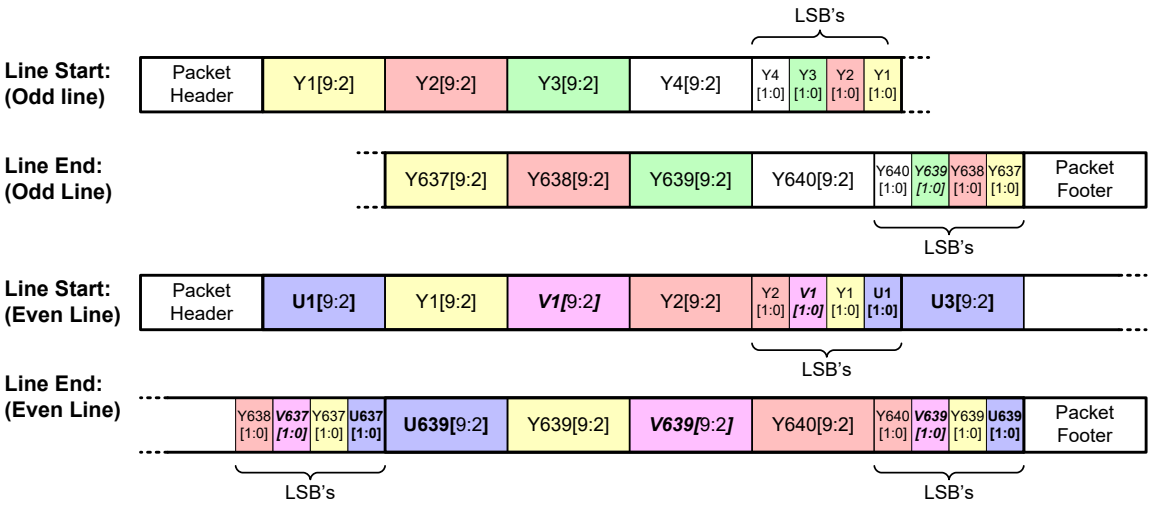 LSB's
Line Start:
(Odd line)
Packet
Header
Y1[9:2]
Y2[9:2]
Y3[9:2]
Y4[9:2]
Y4
[1:0]
Y3
[1:0]
Y2
[1:0]
Y1
[1:0]
Line End:
(Odd Line)
Y637[9:2]
Y638[9:2]
Y639[9:2]
Y640[9:2]
Y640
[1:0]
Y639
[1:0]
Y638
[1:0]
Y637
[1:0]
Packet
Footer
LSB's
Line Start:
(Even Line)
Packet
Header
U1[9:2]
Y1[9:2]
V1[9:2]
Y2[9:2]
Y2
[1:0]
V1
[1:0]
Y1
[1:0]
U1
[1:0]
U3[9:2]
LSB's
Line End:
(Even Line)
Y638
[1:0]
V637
[1:0]
Y637
[1:0]
U637
[1:0]
U639[9:2]
Y639[9:2]
V639[9:2]
Y640[9:2]
Y640
[1:0]
V639
[1:0]
Y639
[1:0]
U639
[1:0]
Packet
Footer
LSB's
LSB's